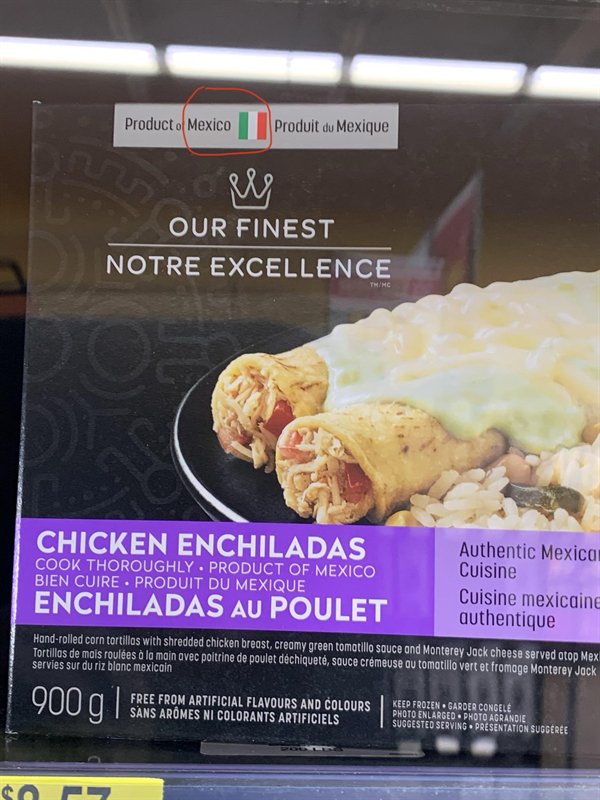 Product of Mexico Produit du Mexique
OUR FINEST
NOTRE EXCELLENCE
TM/MC
CHICKEN ENCHILADAS
COOK THOROUGHLY • PRODUCT OF MEXICO
BIEN CUIRE • PRODUIT DU MEXIQUE
ENCHILADAS AU POULET
Authentic Mexican
Cuisine
Cuisine mexicaine
authentique
Hand-rolled corn tortillas with shredded chicken breast, creamy green tomatillo sauce and Monterey Jack cheese served atop Mex
Tortillas de maïs roulées à la main avec poitrine de poulet déchiqueté, sauce crémeuse au tomatillo vert et fromage Monterey Jack
servies sur du riz blanc mexicain
900 g
FREE FROM ARTIFICIAL FLAVOURS AND COLOURS
SANS ARÔMES NI COLORANTS ARTIFICIELS
KEEP FROZEN • GARDER CONGELÉ
PHOTO ENLARGED • PHOTO AGRANDIE
SUGGESTED SERVING • PRÉSENTATION SUGGÉRÉE